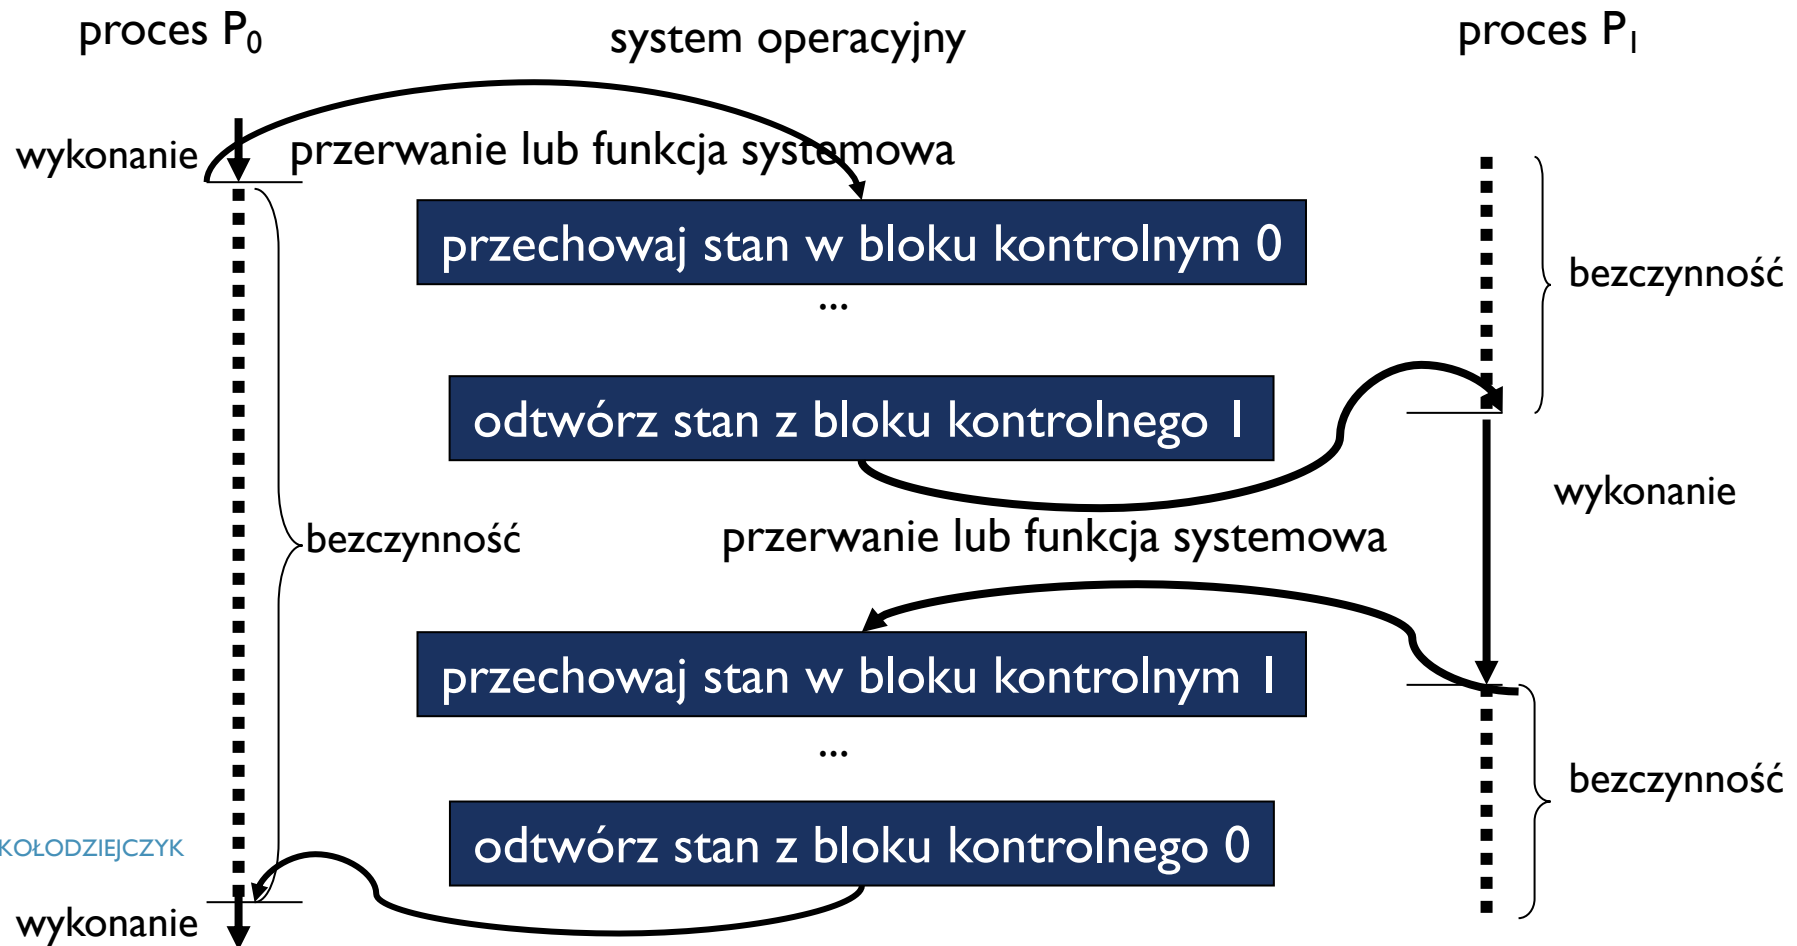 proces P₀
system operacyjny
proces P₁
wykonanie
przerwanie lub funkcja systemowa
przechowaj stan w bloku kontrolnym 0
bezczynność
...
odtwórz stan z bloku kontrolnego 1
wykonanie
bezczynność
przerwanie lub funkcja systemowa
przechowaj stan w bloku kontrolnym 1
...
bezczynność
odtwórz stan z bloku kontrolnego 0
KOŁODZIEJCZYK
wykonanie